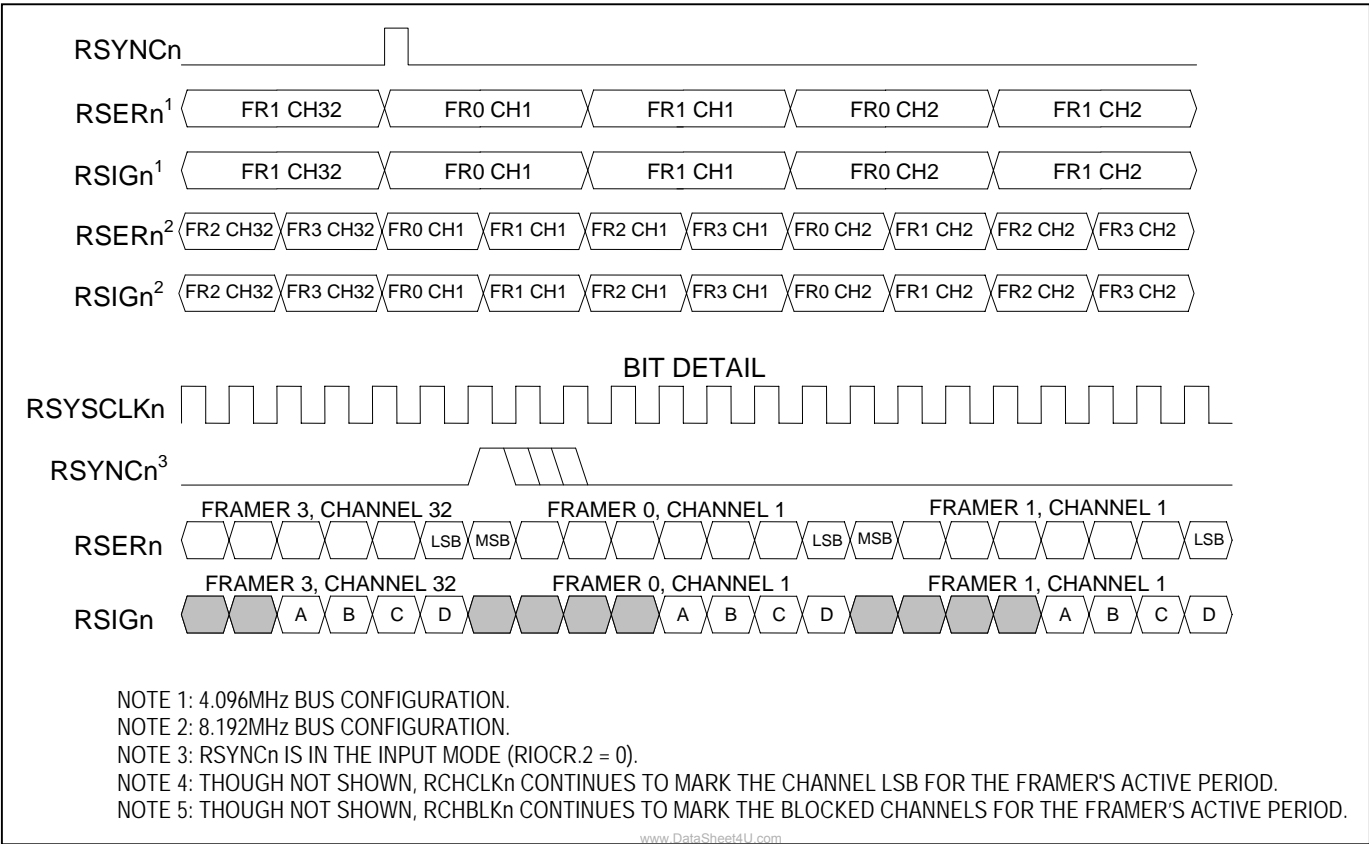 RSYNCn
RSERn1 FR1 CH32 FR0 CH1 FR1 CH1 FR0 CH2 FR1 CH2
RSIGn1 FR1 CH32 FR0 CH1 FR1 CH1 FR0 CH2 FR1 CH2
RSERn2 FR2 CH32 FR3 CH32 FR0 CH1 FR1 CH1 FR2 CH1 FR3 CH1 FR0 CH2 FR1 CH2 FR2 CH2 FR3 CH2
RSIGn2 FR2 CH32 FR3 CH32 FR0 CH1 FR1 CH1 FR2 CH1 FR3 CH1 FR0 CH2 FR1 CH2 FR2 CH2 FR3 CH2
BIT DETAIL
RSYSCLKn
RSYNCn3
FRAMER 3, CHANNEL 32 FRAMER 0, CHANNEL 1 FRAMER 1, CHANNEL 1
RSERn LSB MSB LSB MSB LSB
FRAMER 3, CHANNEL 32 FRAMER 0, CHANNEL 1 FRAMER 1, CHANNEL 1
RSIGn A B C D A B C D A B C D
NOTE 1: 4.096MHz BUS CONFIGURATION.
NOTE 2: 8.192MHz BUS CONFIGURATION.
NOTE 3: RSYNCn IS IN THE INPUT MODE (RIOCR.2 = 0).
NOTE 4: THOUGH NOT SHOWN, RCHCLKn CONTINUES TO MARK THE CHANNEL LSB FOR THE FRAMER'S ACTIVE PERIOD.
NOTE 5: THOUGH NOT SHOWN, RCHBLKn CONTINUES TO MARK THE BLOCKED CHANNELS FOR THE FRAMER’S ACTIVE PERIOD.
www.DataSheet4U.com